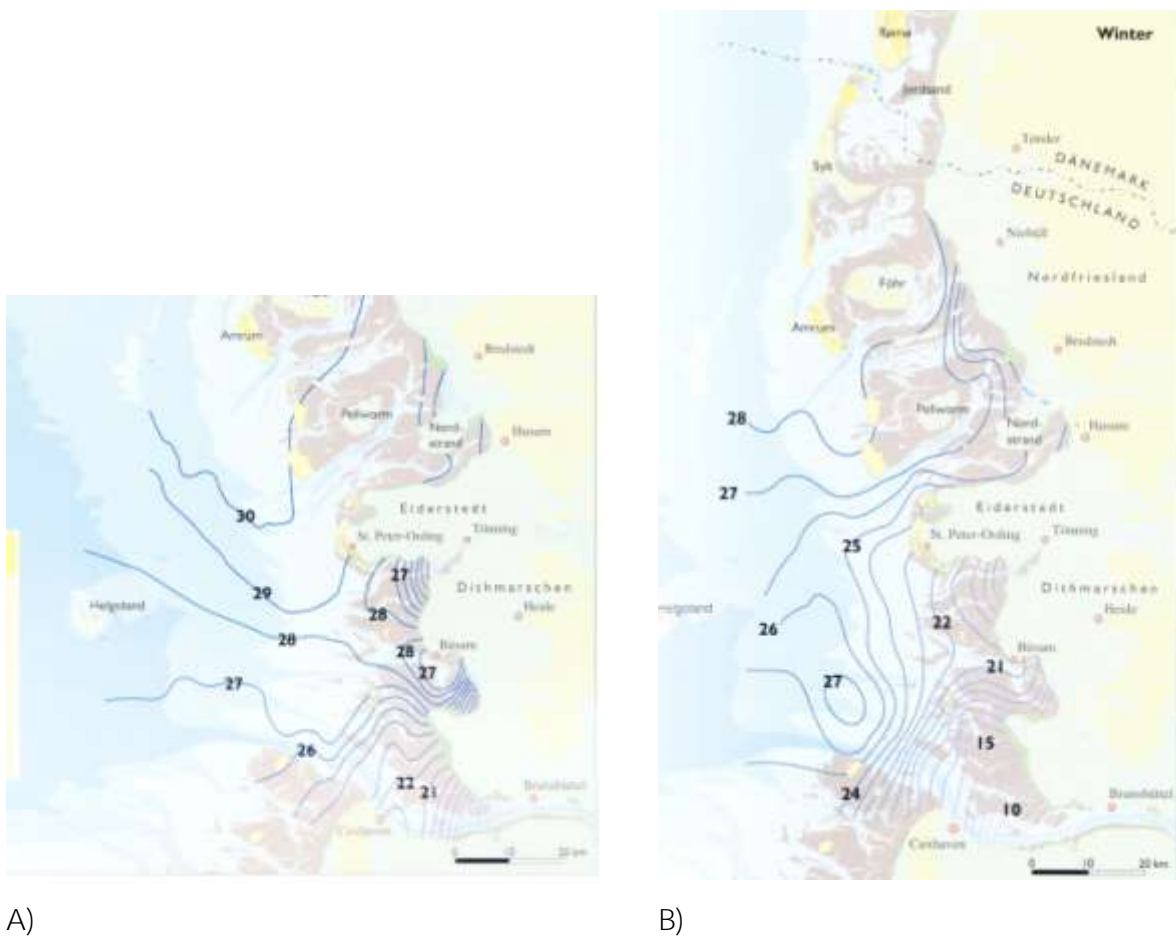 Amrum
Bredstedt
Pellworm
Nord-
strand
Husum
30
Eiderstedt
St. Peter-Ording
Tönning
27
29
Dithmarschen
Helgoland
28
Heide
28
28
Büsum
27
27
26
22
21
Brunsbüttel
Cuxhaven
0
10
20 km
A)
Rømø
Winter
Jordsand
Tønder
DÄNEMARK
Sylt
DEUTSCHLAND
Niebüll
Nordfriesland
Föhr
Amrum
Bredstedt
28
Pellworm
Nord-
strand
Husum
27
Eiderstedt
25
St. Peter-Ording
Tönning
Dithmarschen
Helgoland
Heide
26
22
Büsum
21
27
15
24
10
Brunsbüttel
Cuxhaven
0
10
20 km
B)